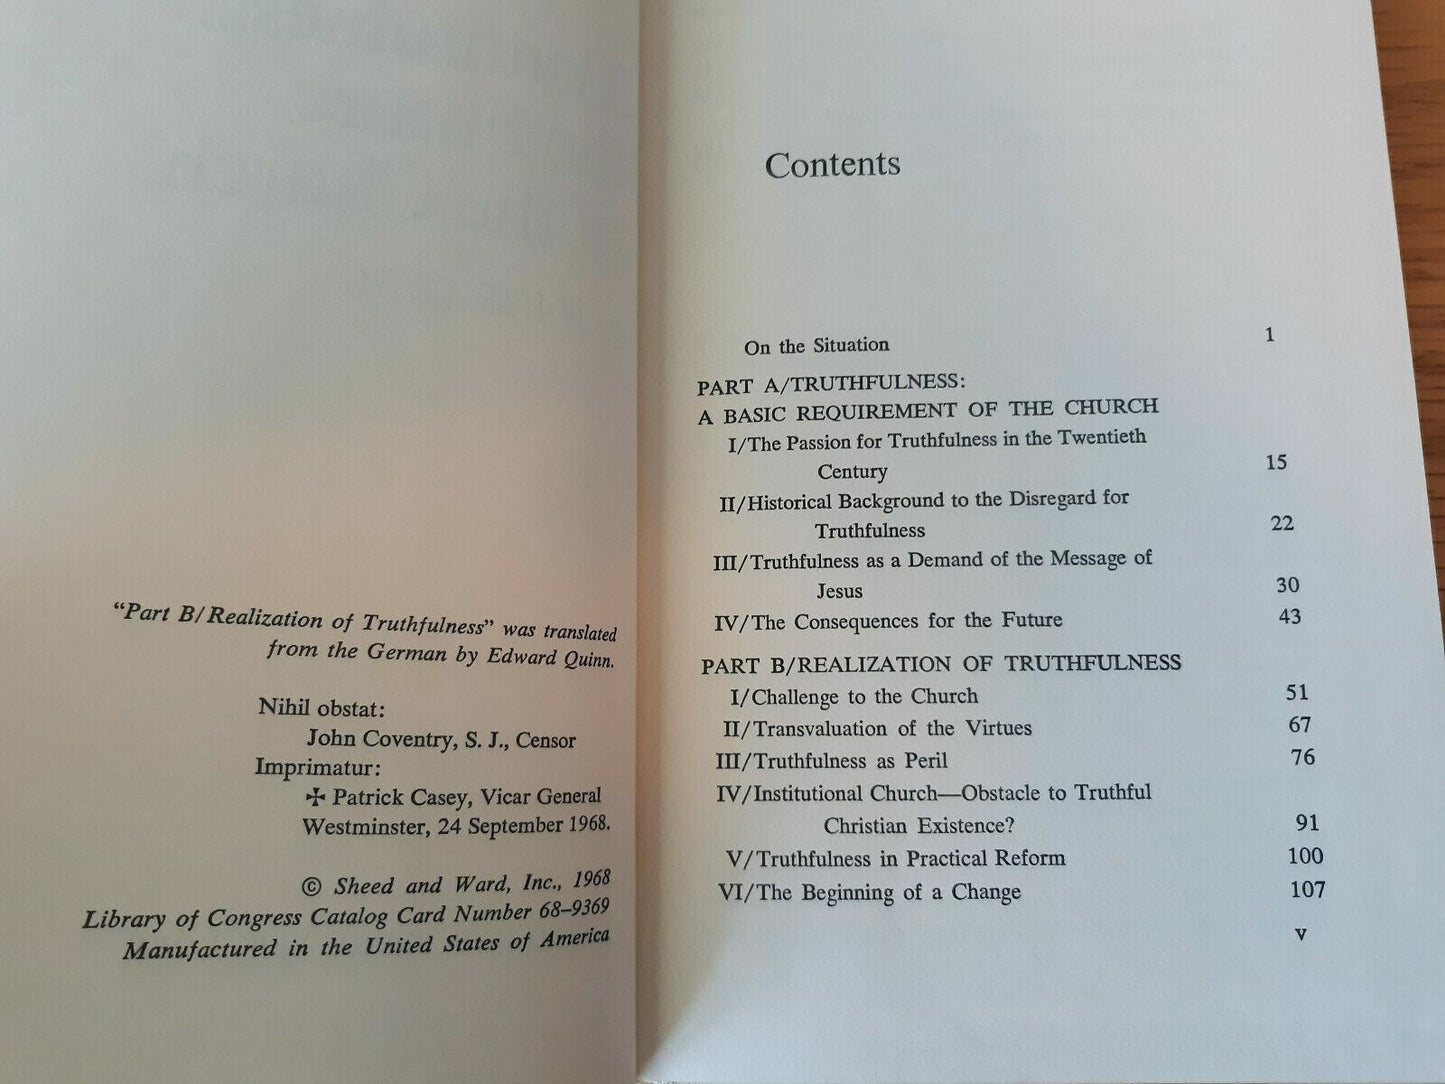 "Part B/Realization of Truthfulness" was translated
from the German by Edward Quinn.
Nihil obstat:
John Coventry, S. J., Censor
Imprimatur:
✠ Patrick Casey, Vicar General
Westminster, 24 September 1968.
© Sheed and Ward, Inc., 1968
Library of Congress Catalog Card Number 68–9369
Manufactured in the United States of America
Contents
On the Situation 1
PART A/TRUTHFULNESS:
A BASIC REQUIREMENT OF THE CHURCH
I/The Passion for Truthfulness in the Twentieth
Century 15
II/Historical Background to the Disregard for
Truthfulness 22
III/Truthfulness as a Demand of the Message of
Jesus 30
IV/The Consequences for the Future 43
PART B/REALIZATION OF TRUTHFULNESS
I/Challenge to the Church 51
II/Transvaluation of the Virtues 67
III/Truthfulness as Peril 76
IV/Institutional Church—Obstacle to Truthful
Christian Existence? 91
V/Truthfulness in Practical Reform 100
VI/The Beginning of a Change 107
v